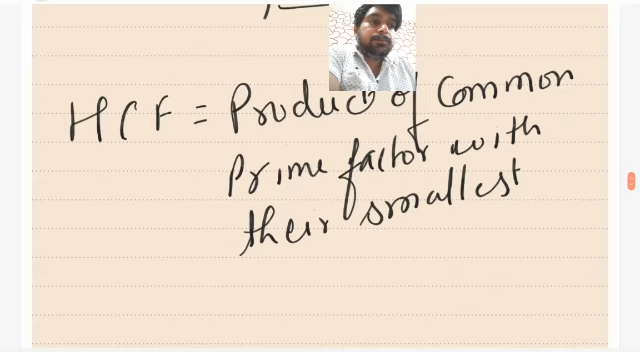 HCF = Product of Common
Prime factor with
their smallest